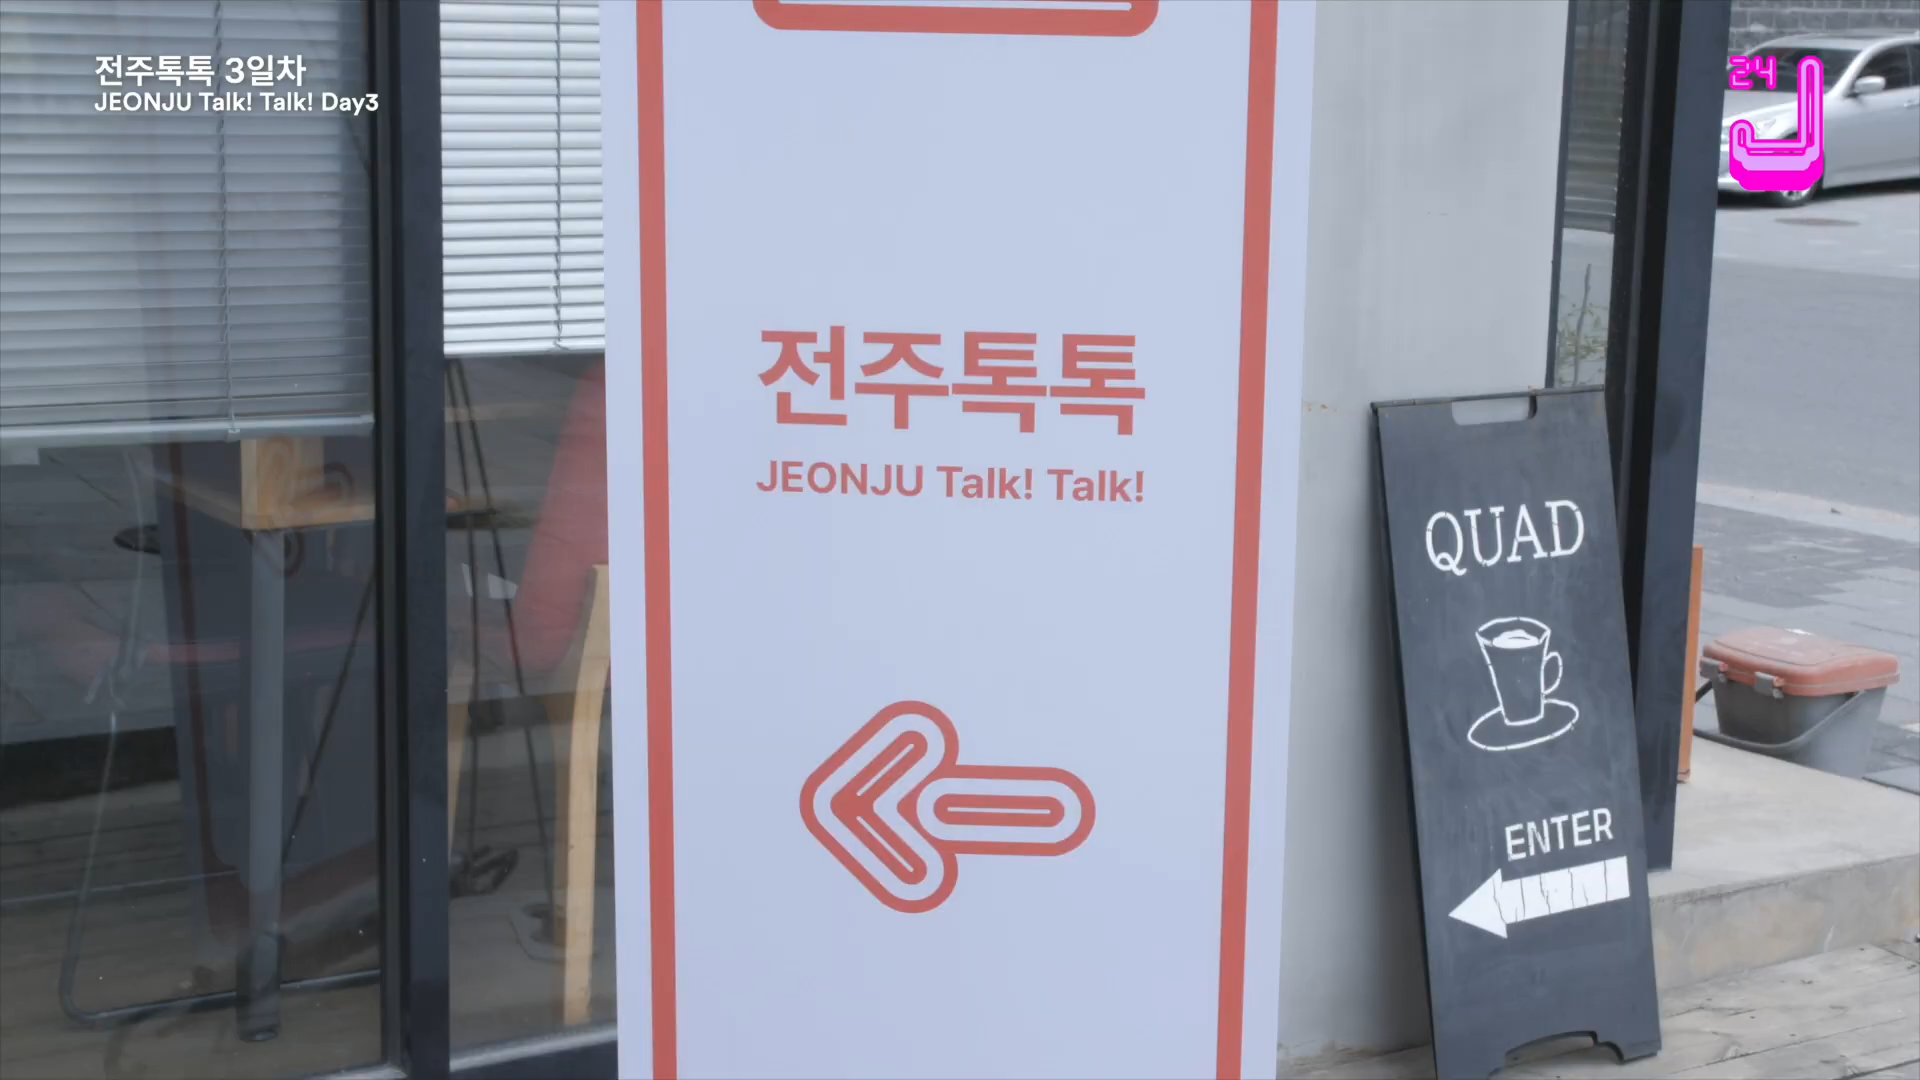 전주톡톡 3일차
JEONJU Talk! Talk! Day3
24
J
전주톡톡
JEONJU Talk! Talk!
QUAD
ENTER